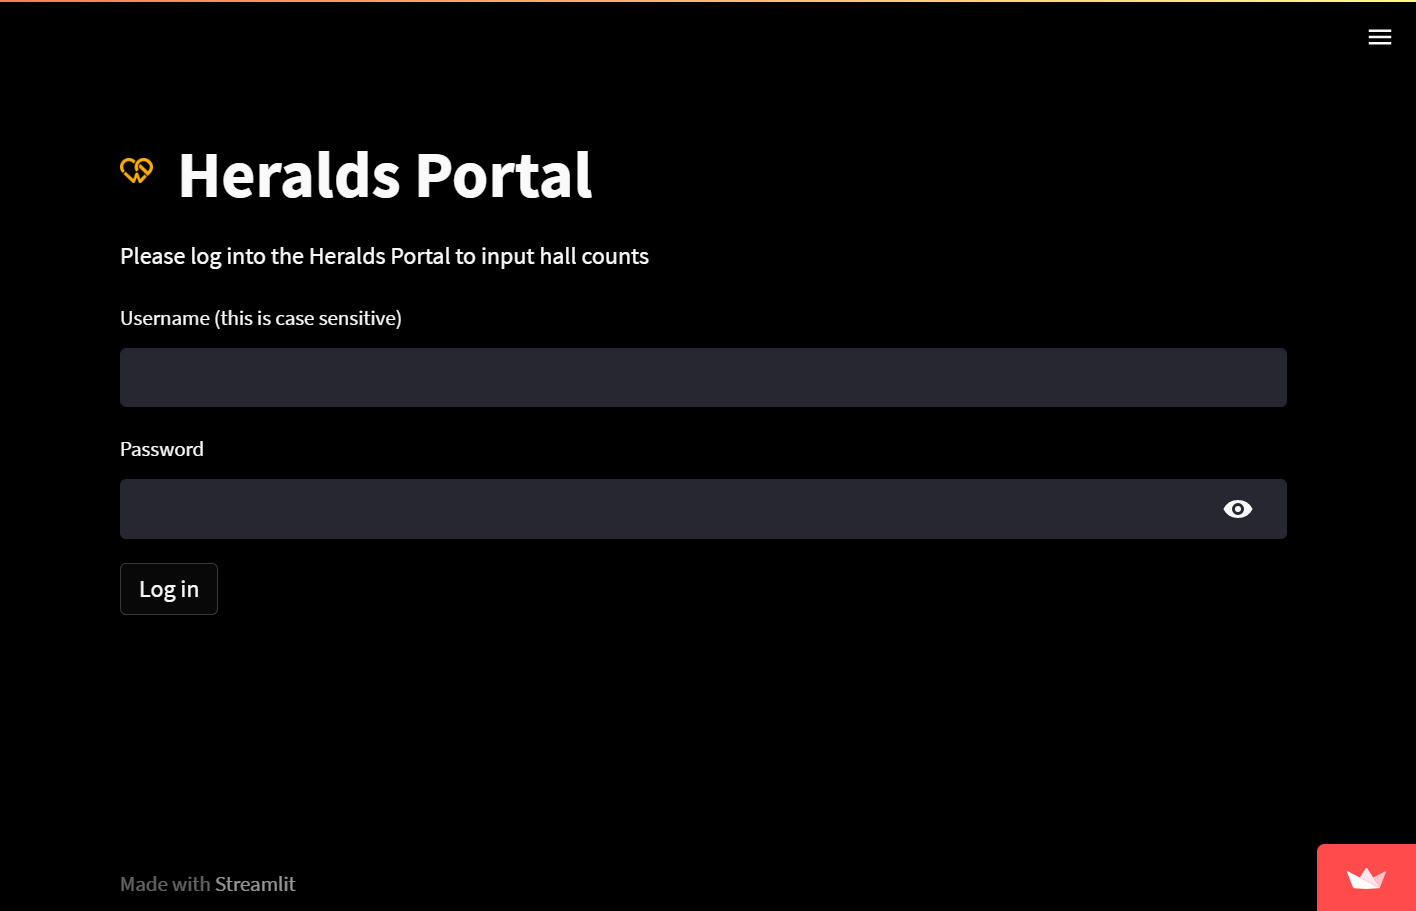 Heralds Portal
Please log into the Heralds Portal to input hall counts
Username (this is case sensitive)
Password
Log in
Made with Streamlit